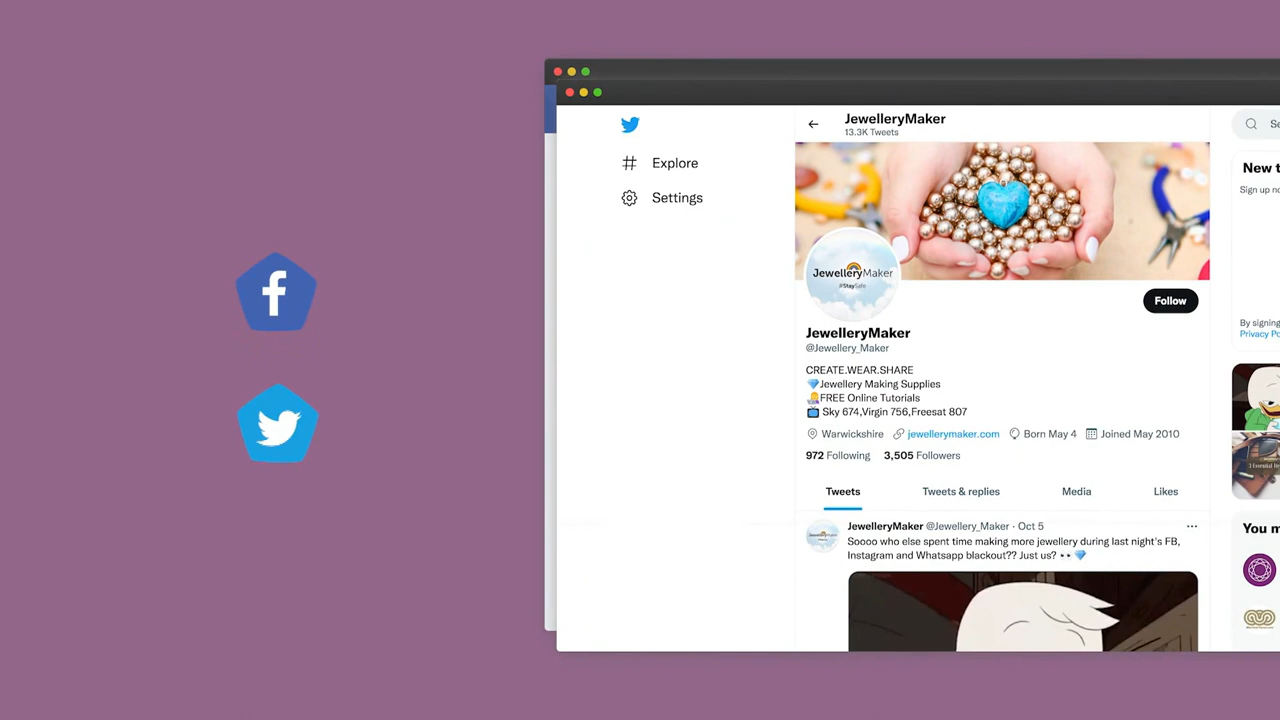 JewelleryMaker
13.3K Tweets
Explore
Settings
Se
New t
Sign up no
By signing
Privacy Po
JewelleryMaker
#StaySafe
Follow
JewelleryMaker
@Jewellery_Maker
CREATE.WEAR.SHARE
💎Jewellery Making Supplies
👩‍🏫FREE Online Tutorials
📺 Sky 674,Virgin 756,Freesat 807
Warwickshire jewellerymaker.com Born May 4 Joined May 2010
972 Following 3,505 Followers
Tweets Tweets & replies Media Likes
JewelleryMaker @Jewellery_Maker · Oct 5 ···
Soooo who else spent time making more jewellery during last night's FB,
Instagram and Whatsapp blackout?? Just us? 👀 💎
You m